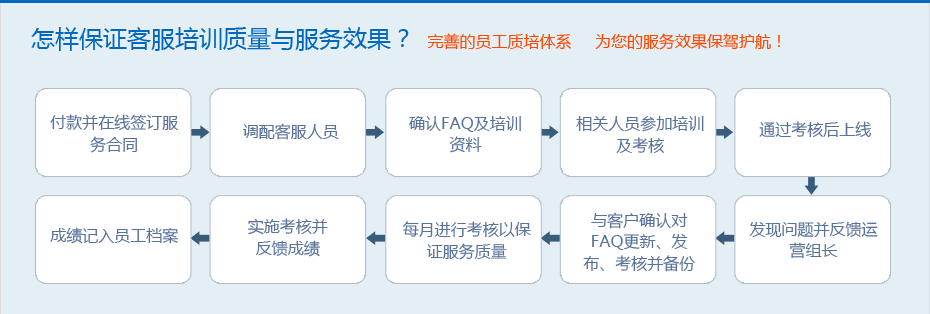 怎样保证客服培训质量与服务效果？ 完善的员工质培体系 为您的服务效果保驾护航！
付款并在线签订服
务合同
调配客服人员
确认FAQ及培训
资料
相关人员参加培训
及考核
通过考核后上线
发现问题并反馈运
营组长
与客户确认对
FAQ更新、发
布、考核并备份
每月进行考核以保
证服务质量
实施考核并
反馈成绩
成绩记入员工档案